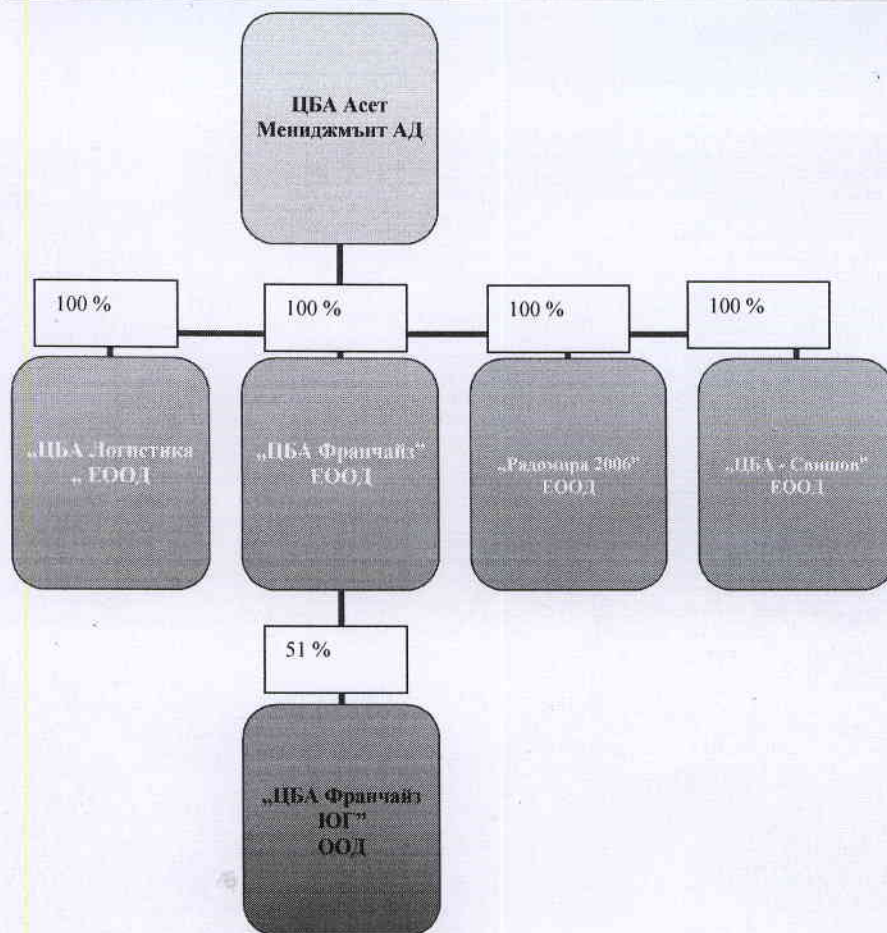 ЦБА Асет
Мениджмънт АД
100 %
100 %
100 %
100 %
„ЦБА Логистика
„ ЕООД
„ЦБА Франчайз”
ЕООД
„Радомира 2006”
ЕООД
„ЦБА - Свищов”
ЕООД
51 %
„ЦБА Франчайз
ЮГ”
ООД